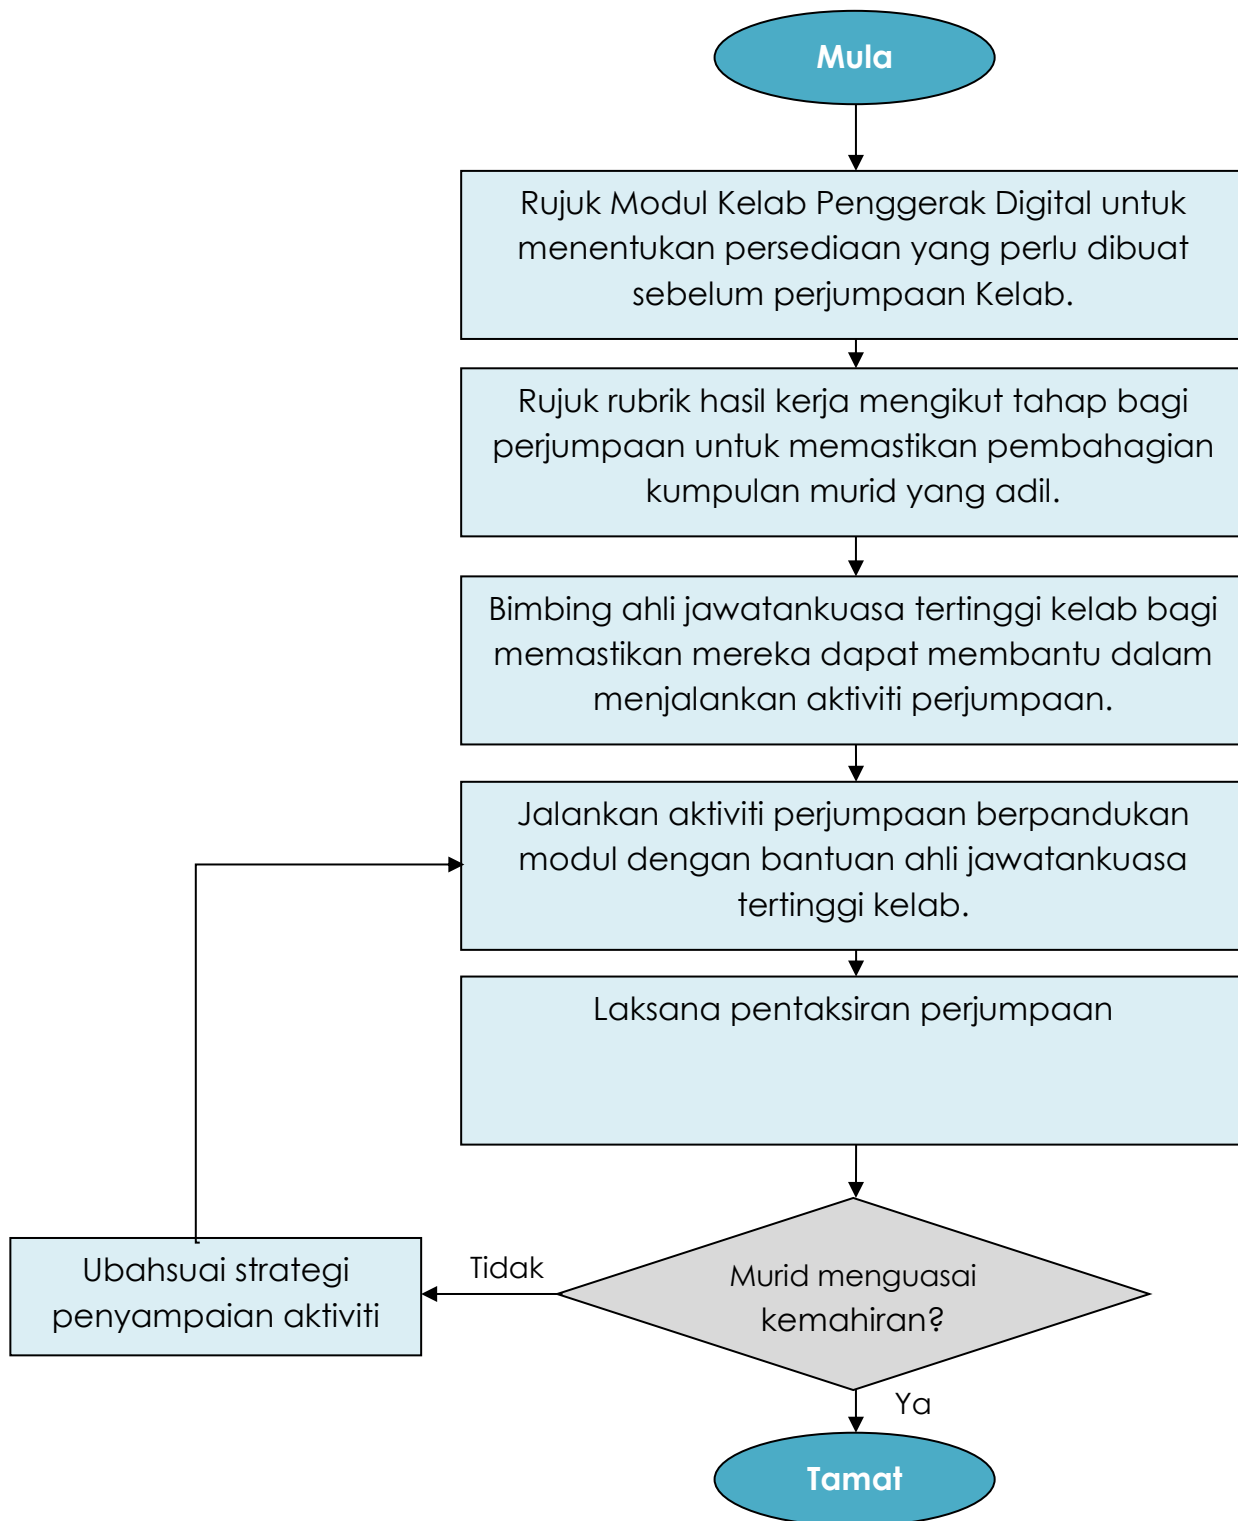 Mula
Rujuk Modul Kelab Penggerak Digital untuk
menentukan persediaan yang perlu dibuat
sebelum perjumpaan Kelab.
Rujuk rubrik hasil kerja mengikut tahap bagi
perjumpaan untuk memastikan pembahagian
kumpulan murid yang adil.
Bimbing ahli jawatankuasa tertinggi kelab bagi
memastikan mereka dapat membantu dalam
menjalankan aktiviti perjumpaan.
Jalankan aktiviti perjumpaan berpandukan
modul dengan bantuan ahli jawatankuasa
tertinggi kelab.
Laksana pentaksiran perjumpaan
Murid menguasai
kemahiran?
Tidak
Ubahsuai strategi
penyampaian aktiviti
Ya
Tamat